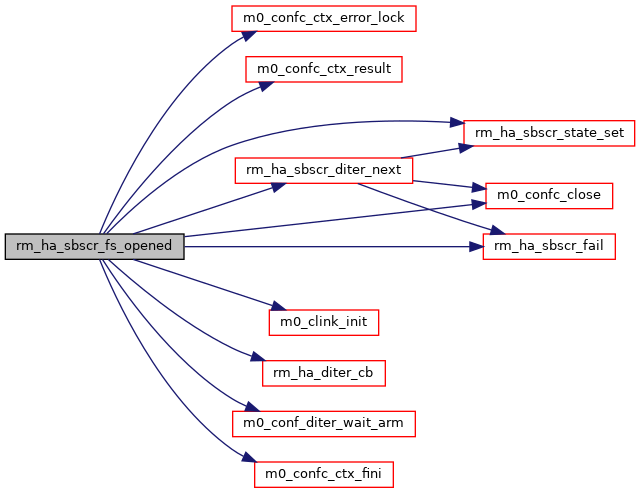 m0_confc_ctx_error_lock
m0_confc_ctx_result
rm_ha_sbscr_state_set
rm_ha_sbscr_diter_next
m0_confc_close
rm_ha_sbscr_fs_opened
rm_ha_sbscr_fail
m0_clink_init
rm_ha_diter_cb
m0_conf_diter_wait_arm
m0_confc_ctx_fini